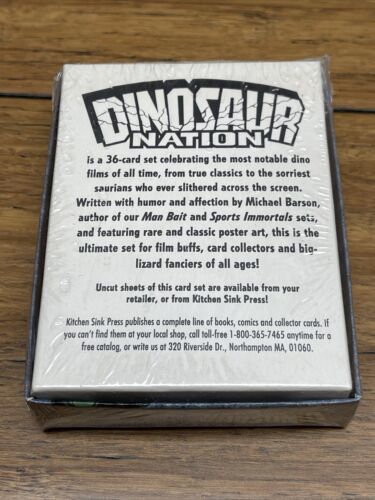 DINOSAUR
NATION
is a 36-card set celebrating the most notable dino
films of all time, from true classics to the sorriest
saurians who ever slithered across the screen.
Written with humor and affection by Michael Barson,
author of our Man Bait and Sports Immortals sets,
and featuring rare and classic poster art, this is the
ultimate set for film buffs, card collectors and big-
lizard fanciers of all ages!
Uncut sheets of this card set are available from your
retailer, or from Kitchen Sink Press!
Kitchen Sink Press publishes a complete line of books, comics and collector cards. If
you can't find them at your local shop, call toll-free 1-800-365-7465 anytime for a
free catalog, or write us at 320 Riverside Dr., Northampton MA, 01060.